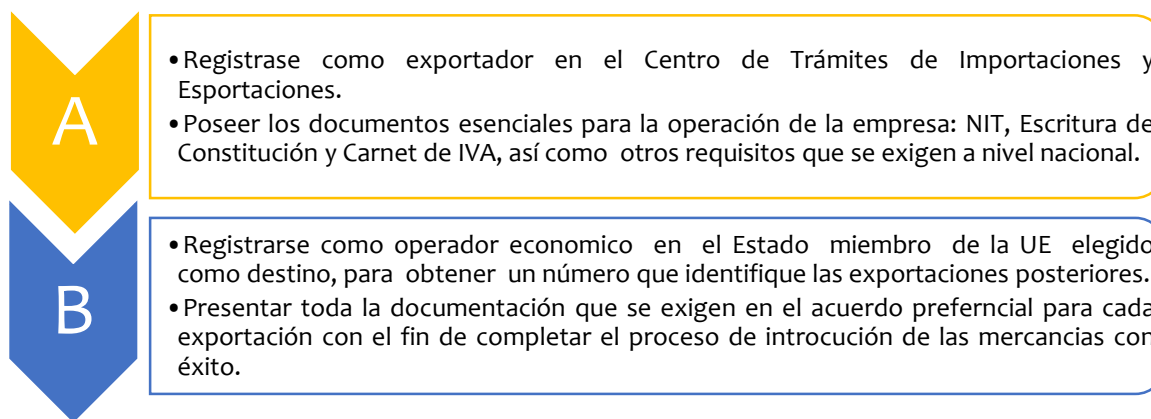 A
•Registrase como exportador en el Centro de Trámites de Importaciones y
Esportaciones.
•Poseer los documentos esenciales para la operación de la empresa: NIT, Escritura de
Constitución y Carnet de IVA, así como otros requisitos que se exigen a nivel nacional.
B
•Registrarse como operador economico en el Estado miembro de la UE elegido
como destino, para obtener un número que identifique las exportaciones posteriores.
•Presentar toda la documentación que se exigen en el acuerdo preferncial para cada
exportación con el fin de completar el proceso de introcución de las mercancias con
éxito.